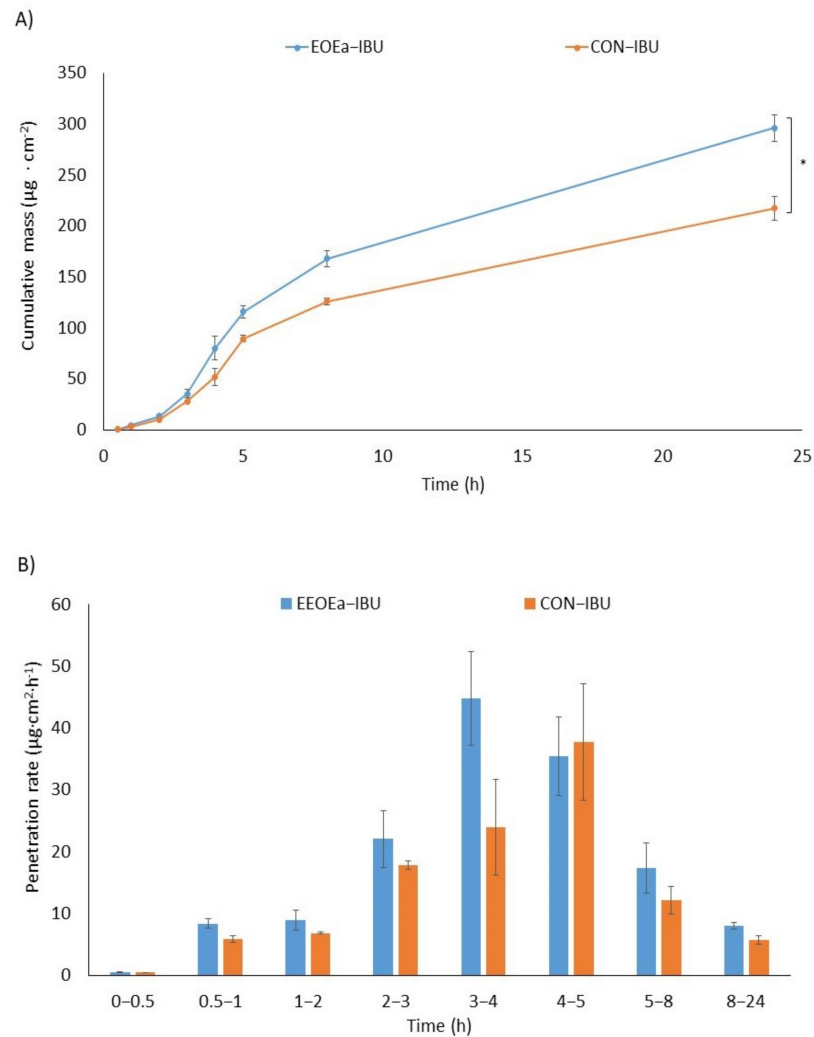 A)
EOEa–IBU CON–IBU
Cumulative mass (µg · cm-2)
350
300
250
200
150
100
50
0
*
0 5 10 15 20 25
Time (h)
B)
EEOEa–IBU CON–IBU
Penetration rate (µg·cm2·h-1)
60
50
40
30
20
10
0
0–0.5 0.5–1 1–2 2–3 3–4 4–5 5–8 8–24
Time (h)